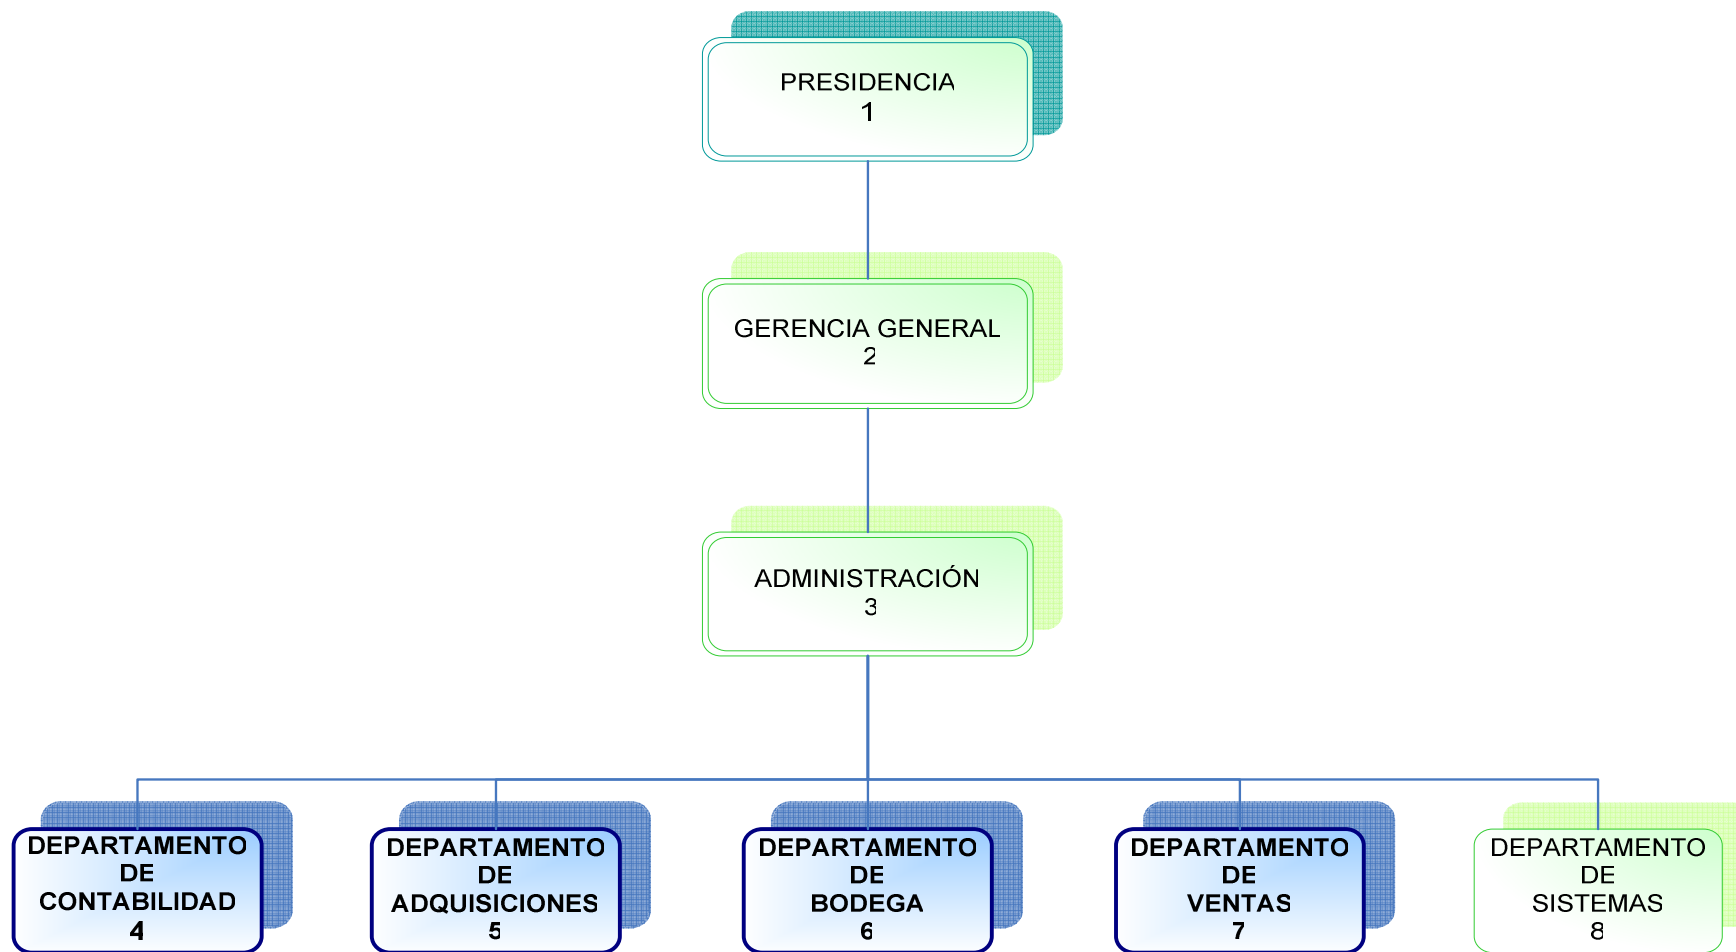 PRESIDENCIA
1
GERENCIA GENERAL
2
ADMINISTRACIÓN
3
DEPARTAMENTO
DE
CONTABILIDAD
4
DEPARTAMENTO
DE
ADQUISICIONES
5
DEPARTAMENTO
DE
BODEGA
6
DEPARTAMENTO
DE
VENTAS
7
DEPARTAMENTO
DE
SISTEMAS
8